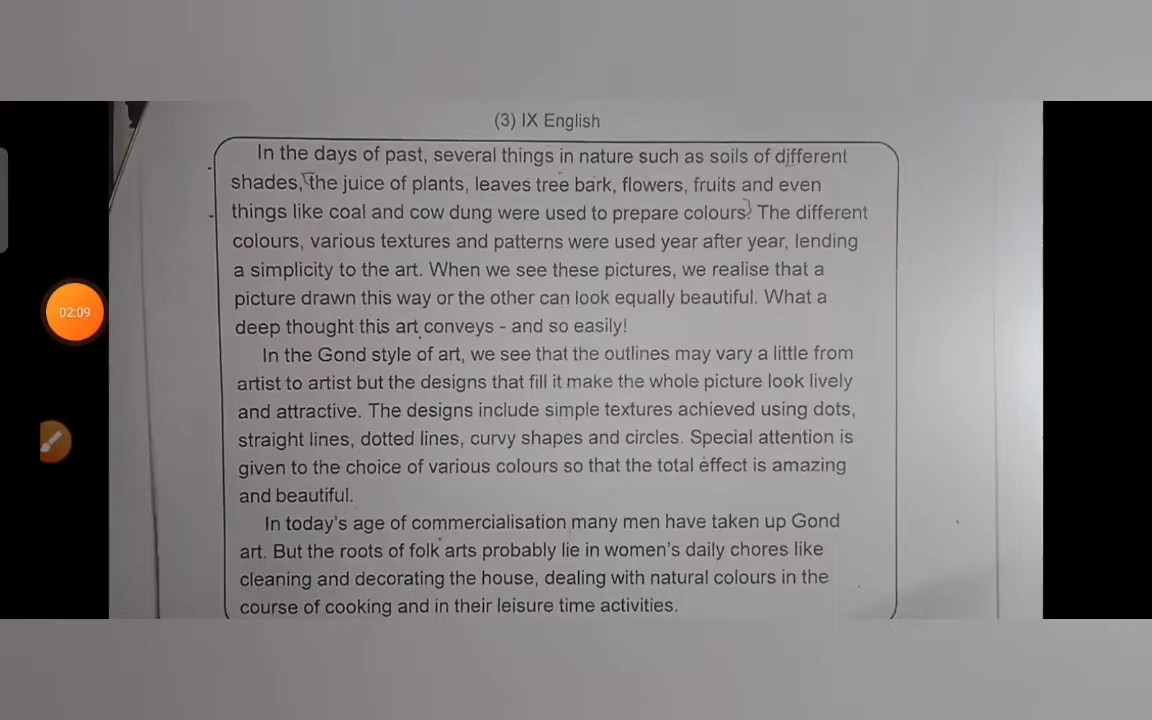 (3) IX English
In the days of past, several things in nature such as soils of different
shades, the juice of plants, leaves tree bark, flowers, fruits and even
things like coal and cow dung were used to prepare colours. The different
colours, various textures and patterns were used year after year, lending
a simplicity to the art. When we see these pictures, we realise that a
picture drawn this way or the other can look equally beautiful. What a
deep thought this art conveys - and so easily!
In the Gond style of art, we see that the outlines may vary a little from
artist to artist but the designs that fill it make the whole picture look lively
and attractive. The designs include simple textures achieved using dots,
straight lines, dotted lines, curvy shapes and circles. Special attention is
given to the choice of various colours so that the total effect is amazing
and beautiful.
In today's age of commercialisation many men have taken up Gond
art. But the roots of folk arts probably lie in women's daily chores like
cleaning and decorating the house, dealing with natural colours in the
course of cooking and in their leisure time activities.
02:09